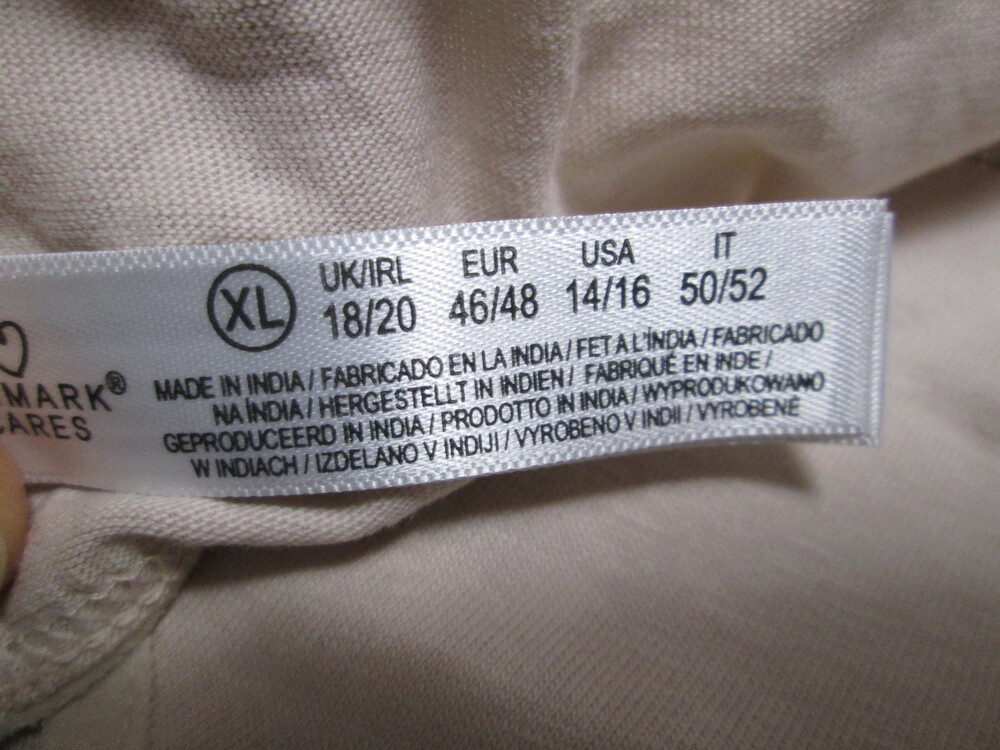 XL
UK/IRL EUR USA IT
18/20 46/48 14/16 50/52
MARK®
CARES
MADE IN INDIA / FABRICADO EN LA INDIA / FET A L'ÍNDIA / FABRICADO
NA ÍNDIA / HERGESTELLT IN INDIEN / FABRIQUÉ EN INDE /
GEPRODUCEERD IN INDIA / PRODOTTO IN INDIA / WYPRODUKOWANO
W INDIACH / IZDELANO V INDIJI / VYROBENO V INDII / VYROBENÉ